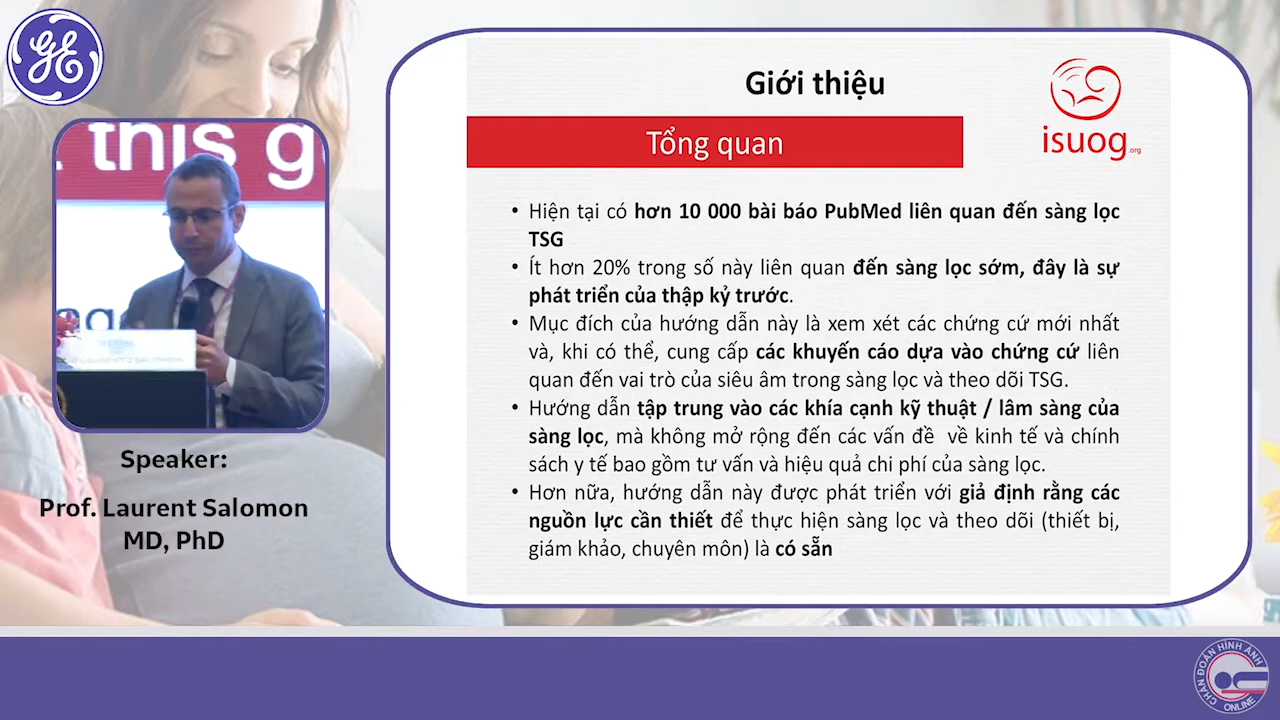 GE
this g
Speaker:
Prof. Laurent Salomon
MD, PhD
Giới thiệu
isuog.org
Tổng quan
• Hiện tại có hơn 10 000 bài báo PubMed liên quan đến sàng lọc
TSG
• Ít hơn 20% trong số này liên quan đến sàng lọc sớm, đây là sự
phát triển của thập kỷ trước.
• Mục đích của hướng dẫn này là xem xét các chứng cứ mới nhất
và, khi có thể, cung cấp các khuyến cáo dựa vào chứng cứ liên
quan đến vai trò của siêu âm trong sàng lọc và theo dõi TSG.
• Hướng dẫn tập trung vào các khía cạnh kỹ thuật / lâm sàng của
sàng lọc, mà không mở rộng đến các vấn đề về kinh tế và chính
sách y tế bao gồm tư vấn và hiệu quả chi phí của sàng lọc.
• Hơn nữa, hướng dẫn này được phát triển với giả định rằng các
nguồn lực cần thiết để thực hiện sàng lọc và theo dõi (thiết bị,
giám khảo, chuyên môn) là có sẵn
CHẨN ĐOÁN HÌNH ẢNH
ONLINE